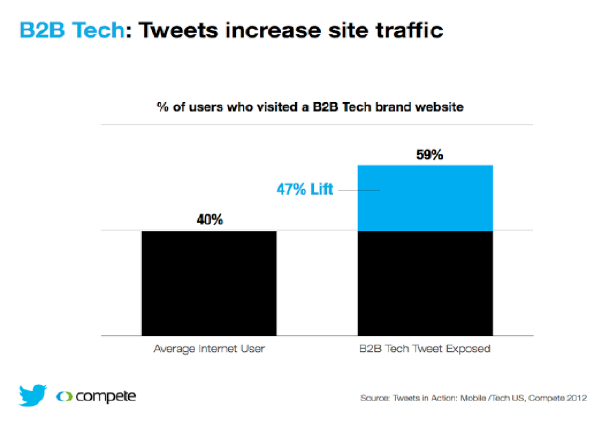 B2B Tech: Tweets increase site traffic
% of users who visited a B2B Tech brand website
59%
47% Lift
40%
Average Internet User
B2B Tech Tweet Exposed
compete
Source: Tweets in Action: Mobile /Tech US, Compete 2012